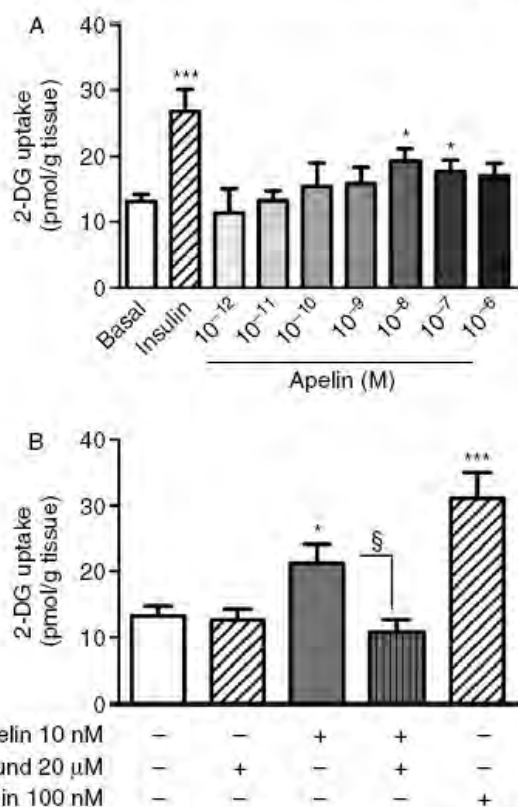 A
2-DG uptake
(pmol/g tissue)
40
30
20
10
0
***
*
*
Basal
Insulin
10⁻¹²
10⁻¹¹
10⁻¹⁰
10⁻⁹
10⁻⁸
10⁻⁷
10⁻⁶
Apelin (M)
B
2-DG uptake
(pmol/g tissue)
40
30
20
10
0
*
§
***
elin 10 nM – – + + –
und 20 μM – + – + –
in 100 nM – – – – +